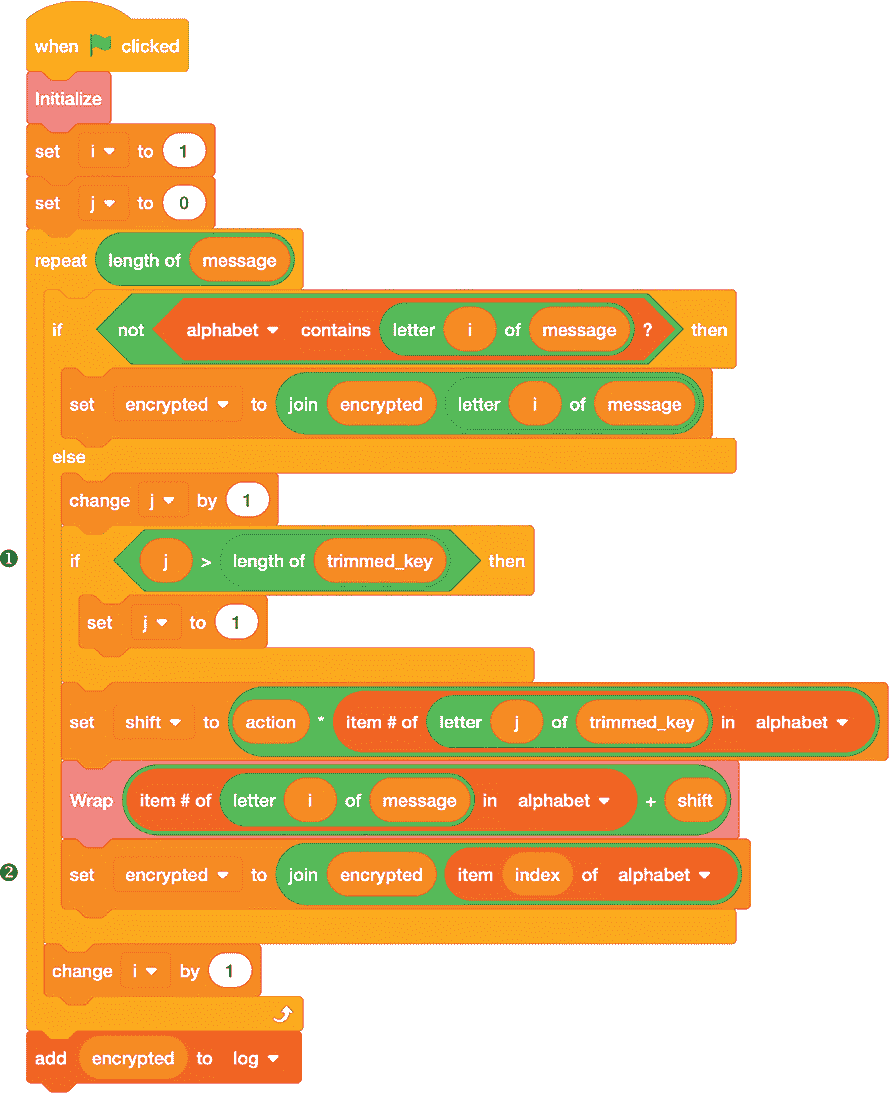 when clicked
Initialize
set i to 1
set j to 0
repeat length of message
if not alphabet contains letter i of message ? then
set encrypted to join encrypted letter i of message
else
change j by 1
❶ if j > length of trimmed_key then
set j to 1
set shift to action * item # of letter j of trimmed_key in alphabet
Wrap item # of letter i of message in alphabet + shift
❷ set encrypted to join encrypted item index of alphabet
change i by 1
add encrypted to log